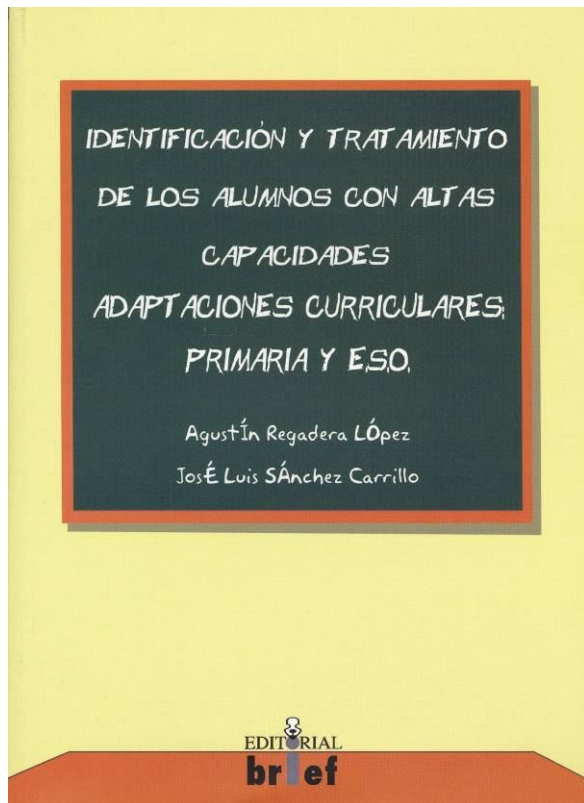 IDENTIFICACIÓN Y TRATAMIENTO
DE LOS ALUMNOS CON ALTAS
CAPACIDADES
ADAPTACIONES CURRICULARES:
PRIMARIA Y E.S.O.
AgustÍn Regadera LÓpez
JosÉ Luis SÁnchez Carrillo
EDITORIAL
brief